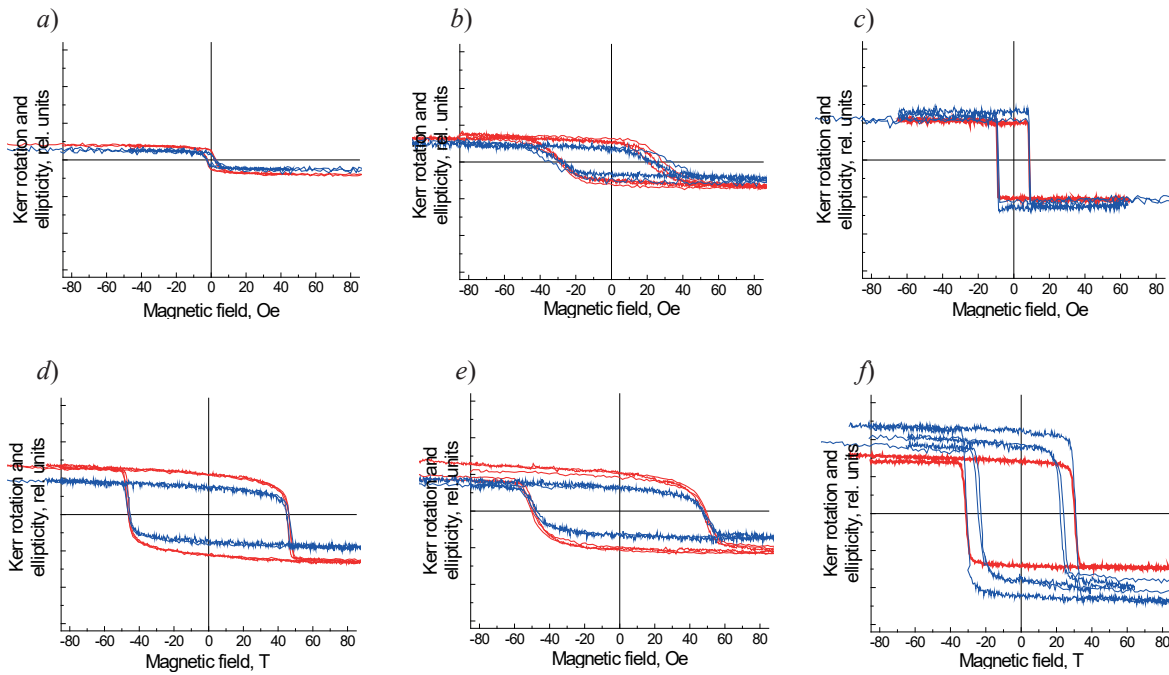 a)
b)
c)
Kerr rotation and
ellipticity, rel. units
-80 -60 -40 -20 0 20 40 60 80
Magnetic field, Oe
Kerr rotation and
ellipticity, rel. units
-80 -60 -40 -20 0 20 40 60 80
Magnetic field, Oe
Kerr rotation and
ellipticity, rel. units
-80 -60 -40 -20 0 20 40 60 80
Magnetic field, Oe
d)
e)
f)
Kerr rotation and
ellipticity, rel. units
-80 -60 -40 -20 0 20 40 60 80
Magnetic field, T
Kerr rotation and
ellipticity, rel. units
-80 -60 -40 -20 0 20 40 60 80
Magnetic field, Oe
Kerr rotation and
ellipticity, rel. units
-80 -60 -40 -20 0 20 40 60 80
Magnetic field, T